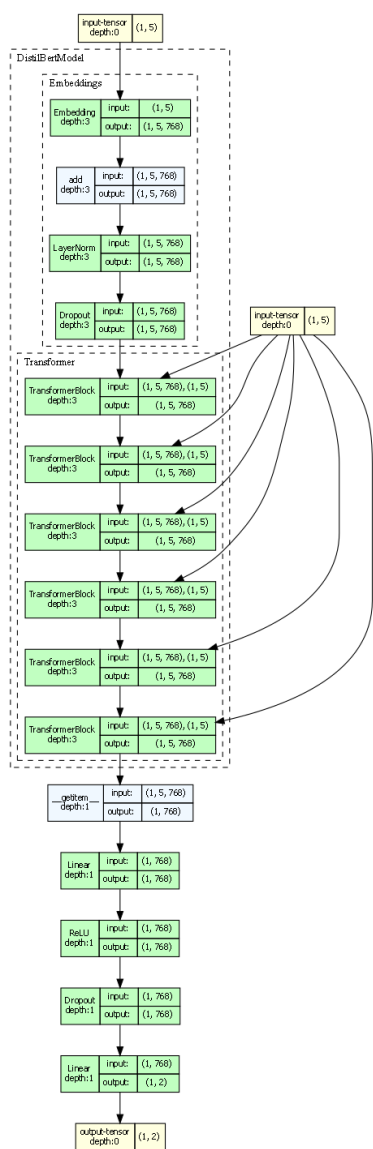 input-tensor
depth:0
(1, 5)
DistilBertModel
Embeddings
Embedding
depth:3
input:
(1, 5)
output:
(1, 5, 768)
add
depth:3
input:
(1, 5, 768)
output:
(1, 5, 768)
LayerNorm
depth:3
input:
(1, 5, 768)
output:
(1, 5, 768)
Dropout
depth:3
input:
(1, 5, 768)
output:
(1, 5, 768)
input-tensor
depth:0
(1, 5)
Transformer
TransformerBlock
depth:3
input:
(1, 5, 768), (1, 5)
output:
(1, 5, 768)
TransformerBlock
depth:3
input:
(1, 5, 768), (1, 5)
output:
(1, 5, 768)
TransformerBlock
depth:3
input:
(1, 5, 768), (1, 5)
output:
(1, 5, 768)
TransformerBlock
depth:3
input:
(1, 5, 768), (1, 5)
output:
(1, 5, 768)
TransformerBlock
depth:3
input:
(1, 5, 768), (1, 5)
output:
(1, 5, 768)
TransformerBlock
depth:3
input:
(1, 5, 768), (1, 5)
output:
(1, 5, 768)
__getitem__
depth:1
input:
(1, 5, 768)
output:
(1, 768)
Linear
depth:1
input:
(1, 768)
output:
(1, 768)
ReLU
depth:1
input:
(1, 768)
output:
(1, 768)
Dropout
depth:1
input:
(1, 768)
output:
(1, 768)
Linear
depth:1
input:
(1, 768)
output:
(1, 2)
output-tensor
depth:0
(1, 2)